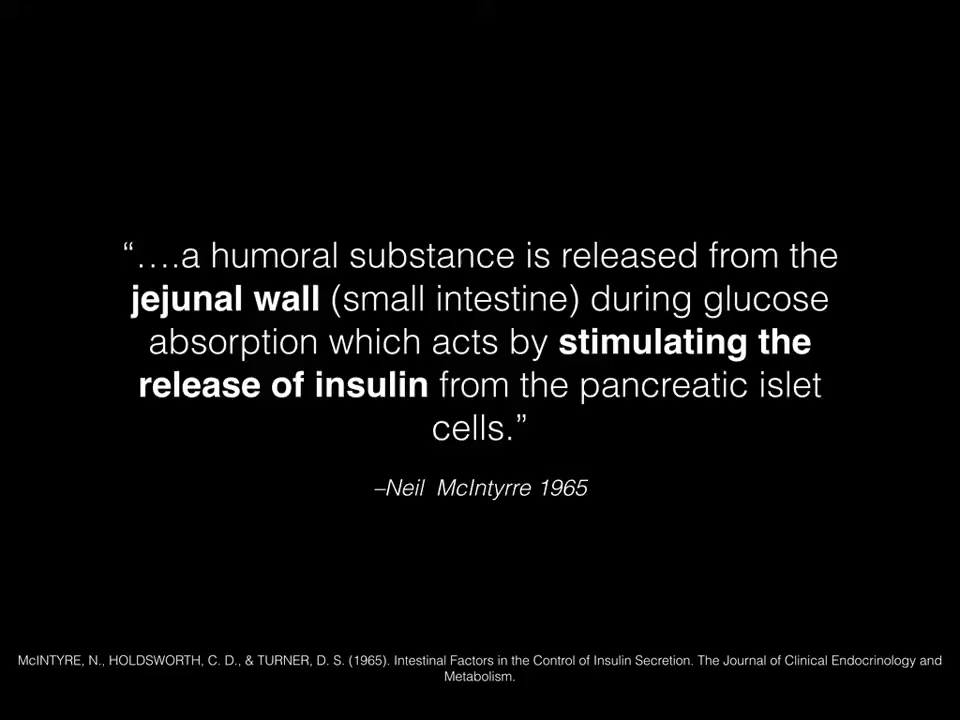 “….a humoral substance is released from the
jejunal wall (small intestine) during glucose
absorption which acts by stimulating the
release of insulin from the pancreatic islet
cells.”
–Neil McIntyrre 1965
McINTYRE, N., HOLDSWORTH, C. D., & TURNER, D. S. (1965). Intestinal Factors in the Control of Insulin Secretion. The Journal of Clinical Endocrinology and
Metabolism.